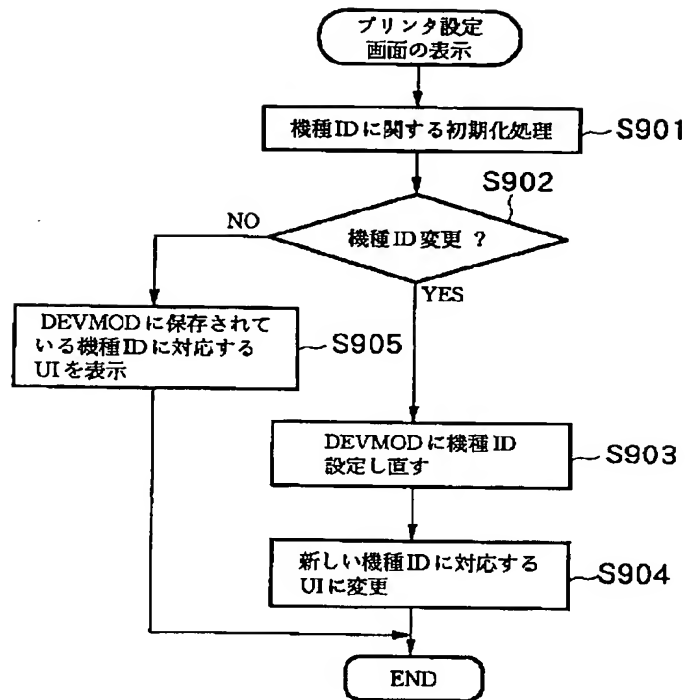 プリンタ設定
画面の表示
機種IDに関する初期化処理
S901
S902
機種ID変更 ?
NO
YES
DEVMODに保存されて
いる機種IDに対応する
UIを表示
S905
DEVMODに機種ID
設定し直す
S903
新しい機種IDに対応する
UIに変更
S904
END